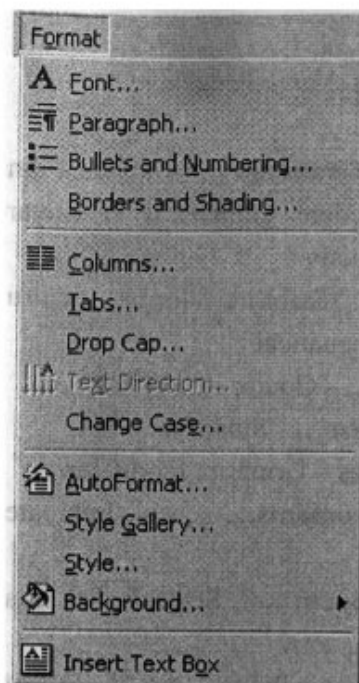 Format
Font...
Paragraph...
Bullets and Numbering...
Borders and Shading...
Columns...
Tabs...
Drop Cap...
Text Direction...
Change Case...
AutoFormat...
Style Gallery...
Style...
Background...
Insert Text Box